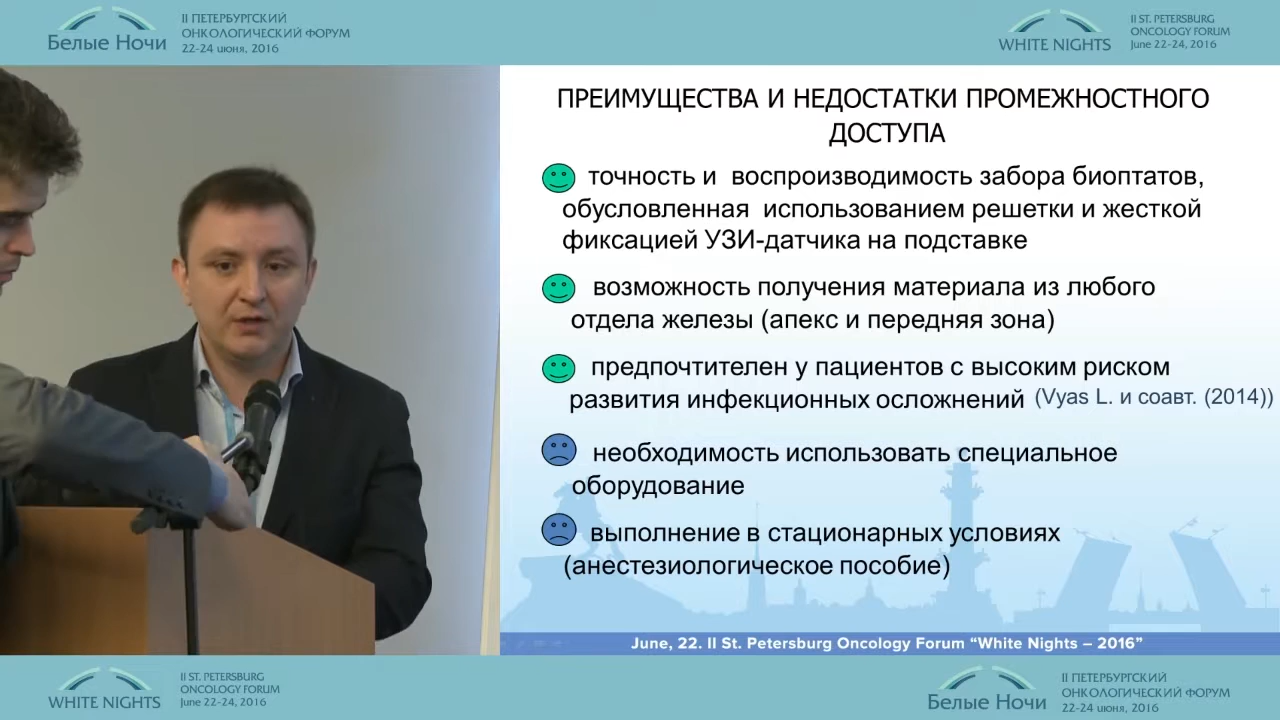 II ПЕТЕРБУРГСКИЙ
ОНКОЛОГИЧЕСКИЙ ФОРУМ
Белые Ночи
22-24 июня, 2016
II ST. PETERSBURG
ONCOLOGY FORUM
WHITE NIGHTS
June 22-24, 2016
ПРЕИМУЩЕСТВА И НЕДОСТАТКИ ПРОМЕЖНОСТНОГО
ДОСТУПА
точность и воспроизводимость забора биоптатов,
обусловленная использованием решетки и жесткой
фиксацией УЗИ-датчика на подставке
возможность получения материала из любого
отдела железы (апекс и передняя зона)
предпочтителен у пациентов с высоким риском
развития инфекционных осложнений (Vyas L. и соавт. (2014))
необходимость использовать специальное
оборудование
выполнение в стационарных условиях
(анестезиологическое пособие)
June, 22. II St. Petersburg Oncology Forum “White Nights – 2016”
II ST. PETERSBURG
ONCOLOGY FORUM
WHITE NIGHTS
June 22-24, 2016
II ПЕТЕРБУРГСКИЙ
ОНКОЛОГИЧЕСКИЙ ФОРУМ
Белые Ночи
22-24 июня, 2016